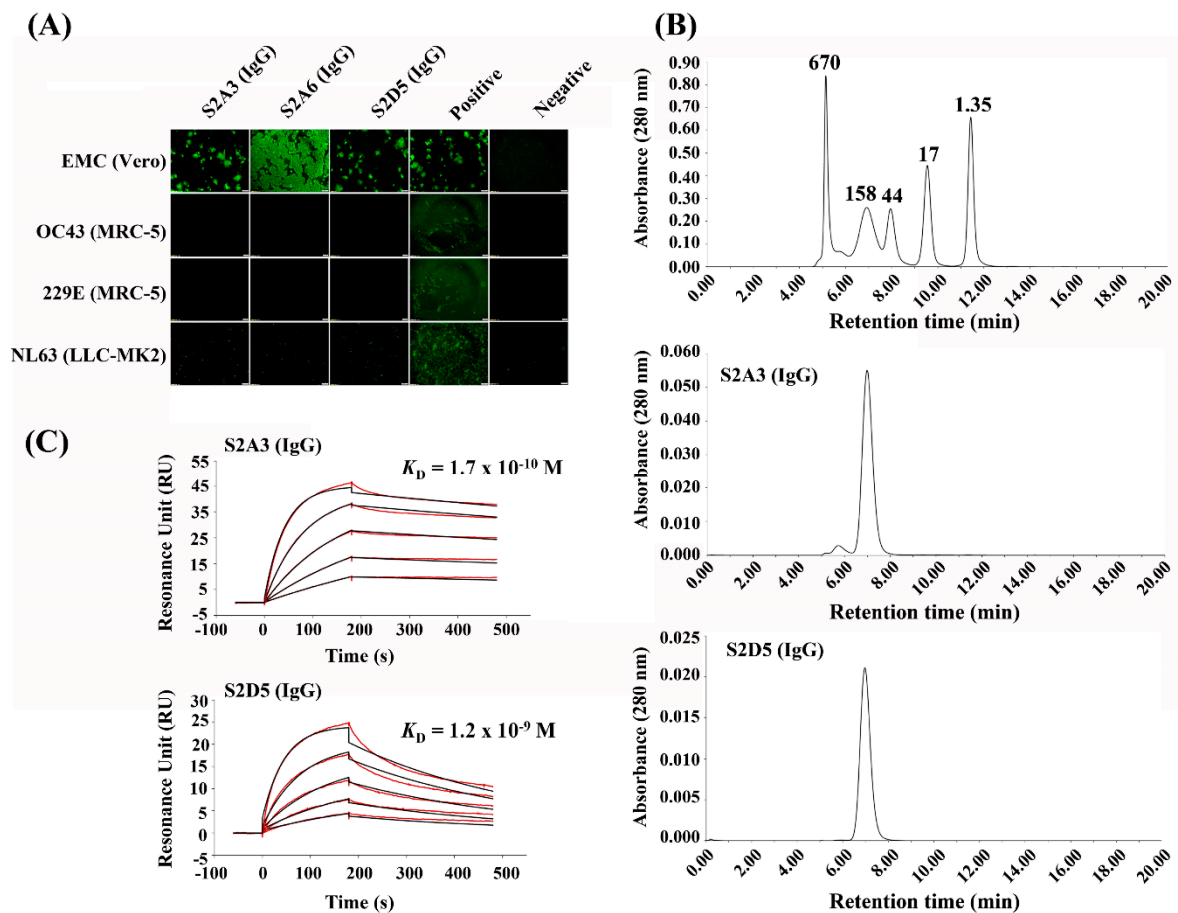 (A)
S2A3 (IgG) S2A6 (IgG) S2D5 (IgG) Positive Negative
EMC (Vero)
OC43 (MRC-5)
229E (MRC-5)
NL63 (LLC-MK2)
(B)
670
158
44
17
1.35
Absorbance (280 nm)
0.90
0.80
0.70
0.60
0.50
0.40
0.30
0.20
0.10
0.00
0.00 2.00 4.00 6.00 8.00 10.00 12.00 14.00 16.00 18.00 20.00
Retention time (min)
S2A3 (IgG)
Absorbance (280 nm)
0.060
0.050
0.040
0.030
0.020
0.010
0.000
0.00 2.00 4.00 6.00 8.00 10.00 12.00 14.00 16.00 18.00 20.00
Retention time (min)
S2D5 (IgG)
Absorbance (280 nm)
0.025
0.020
0.015
0.010
0.005
0.000
0.00 2.00 4.00 6.00 8.00 10.00 12.00 14.00 16.00 18.00 20.00
Retention time (min)
(C)
S2A3 (IgG)
K_D = 1.7 x 10⁻¹⁰ M
Resonance Unit (RU)
55
45
35
25
15
5
-5
-100 0 100 200 300 400 500
Time (s)
S2D5 (IgG)
K_D = 1.2 x 10⁻⁹ M
Resonance Unit (RU)
30
25
20
15
10
5
0
-5
-100 0 100 200 300 400 500
Time (s)